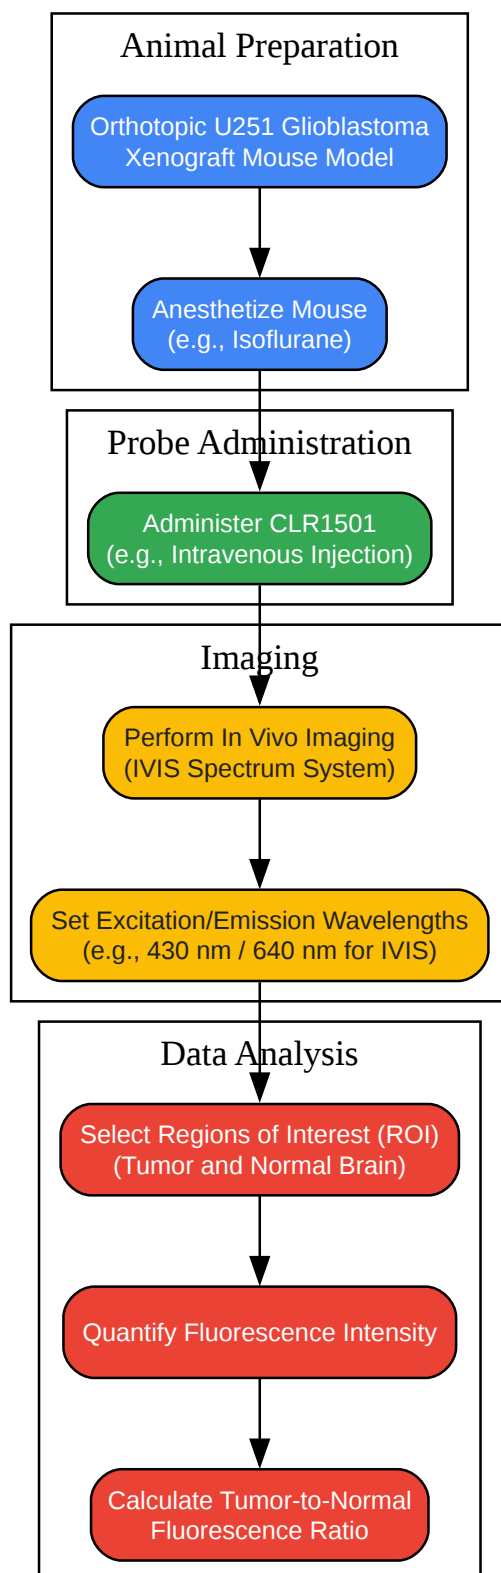 Animal Preparation
Orthotopic U251 Glioblastoma
Xenograft Mouse Model
Anesthetize Mouse
(e.g., Isoflurane)
Probe Administration
Administer CLR1501
(e.g., Intravenous Injection)
Imaging
Perform In Vivo Imaging
(IVIS Spectrum System)
Set Excitation/Emission Wavelengths
(e.g., 430 nm / 640 nm for IVIS)
Data Analysis
Select Regions of Interest (ROI)
(Tumor and Normal Brain)
Quantify Fluorescence Intensity
Calculate Tumor-to-Normal
Fluorescence Ratio